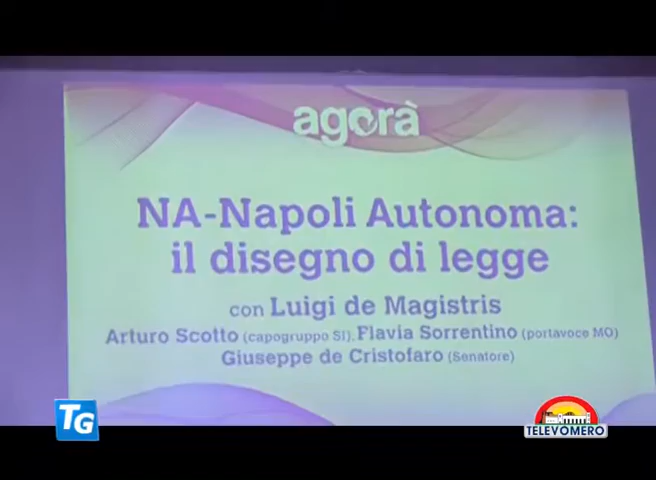 agorà
NA-Napoli Autonoma:
il disegno di legge
con Luigi de Magistris
Arturo Scotto (capogruppo SI), Flavia Sorrentino (portavoce MO)
Giuseppe de Cristofaro (Senatore)
TG
TELEVOMERO